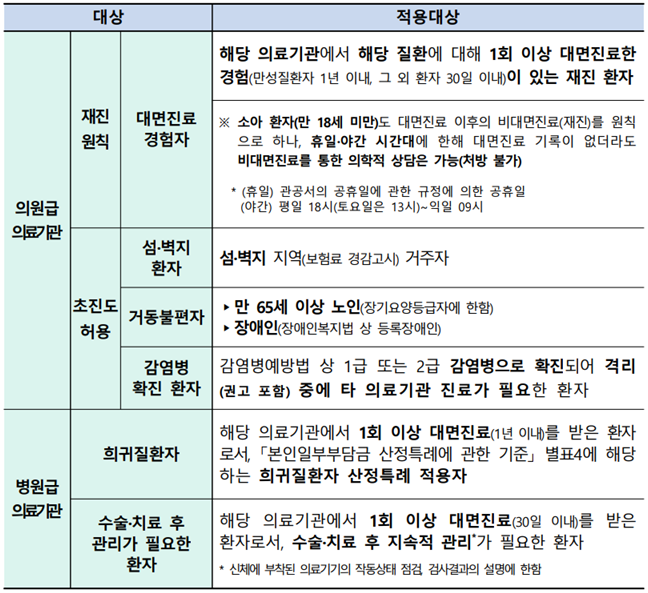 대상 적용대상
의원급
의료기관
재진
원칙
대면진료
경험자
해당 의료기관에서 해당 질환에 대해 1회 이상 대면진료한
경험(만성질환자 1년 이내, 그 외 환자 30일 이내)이 있는 재진 환자
※ 소아 환자(만 18세 미만)도 대면진료 이후의 비대면진료(재진)를 원칙
으로 하나, 휴일·야간 시간대에 한해 대면진료 기록이 없더라도
비대면진료를 통한 의학적 상담은 가능(처방 불가)
* (휴일) 관공서의 공휴일에 관한 규정에 의한 공휴일
(야간) 평일 18시(토요일은 13시)~익일 09시
초진도
허용
섬·벽지
환자
섬·벽지 지역(보험료 경감고시) 거주자
거동불편자
▸만 65세 이상 노인(장기요양등급자에 한함)
▸장애인(장애인복지법 상 등록장애인)
감염병
확진 환자
감염병예방법 상 1급 또는 2급 감염병으로 확진되어 격리
(권고 포함) 중에 타 의료기관 진료가 필요한 환자
병원급
의료기관
희귀질환자
해당 의료기관에서 1회 이상 대면진료(1년 이내)를 받은 환자
로서,「본인일부부담금 산정특례에 관한 기준」별표4에 해당
하는 희귀질환자 산정특례 적용자
수술·치료 후
관리가 필요한
환자
해당 의료기관에서 1회 이상 대면진료(30일 이내)를 받은
환자로서, 수술·치료 후 지속적 관리*가 필요한 환자
* 신체에 부착된 의료기기의 작동상태 점검, 검사결과의 설명에 한함